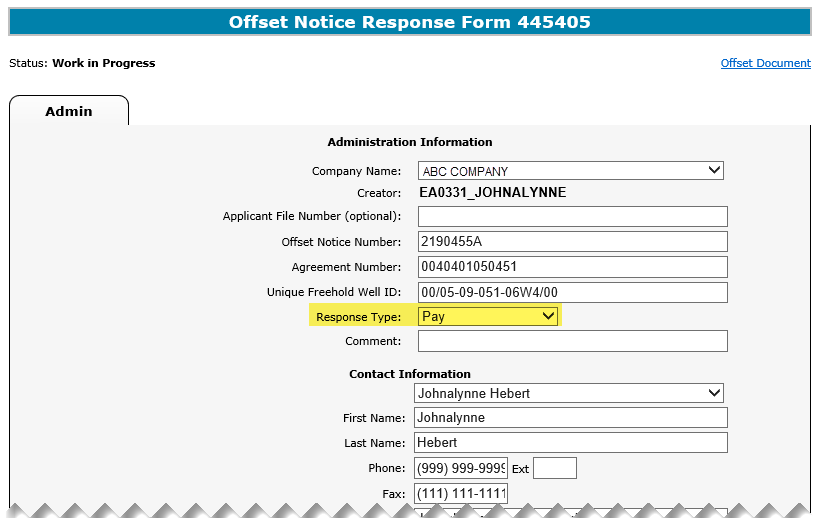 Offset Notice Response Form 445405
Status: Work in Progress
Offset Document
Admin
Administration Information
Company Name: ABC COMPANY
Creator: EA0331_JOHNALYNNE
Applicant File Number (optional):
Offset Notice Number: 2190455A
Agreement Number: 0040401050451
Unique Freehold Well ID: 00/05-09-051-06W4/00
Response Type: Pay
Comment:
Contact Information
Johnalynne Hebert
First Name: Johnalynne
Last Name: Hebert
Phone: (999) 999-9999 Ext
Fax: (111) 111-1111